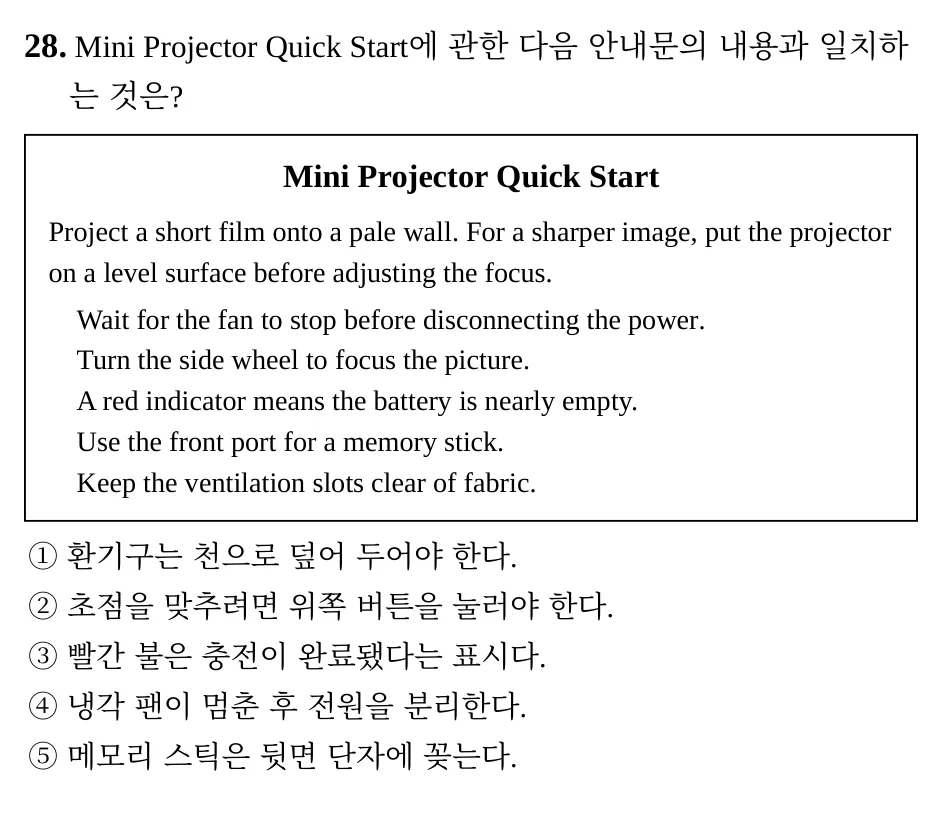 28. Mini Projector Quick Start에 관한 다음 안내문의 내용과 일치하
는 것은?
Mini Projector Quick Start
Project a short film onto a pale wall. For a sharper image, put the projector
on a level surface before adjusting the focus.
Wait for the fan to stop before disconnecting the power.
Turn the side wheel to focus the picture.
A red indicator means the battery is nearly empty.
Use the front port for a memory stick.
Keep the ventilation slots clear of fabric.
① 환기구는 천으로 덮어 두어야 한다.
② 초점을 맞추려면 위쪽 버튼을 눌러야 한다.
③ 빨간 불은 충전이 완료됐다는 표시다.
④ 냉각 팬이 멈춘 후 전원을 분리한다.
⑤ 메모리 스틱은 뒷면 단자에 꽂는다.